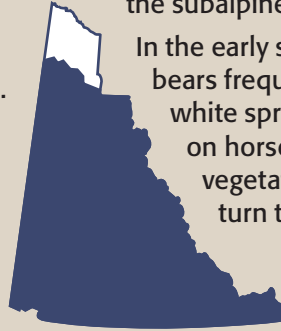 the subalpine
In the early s
bears frequ
white spr
on horse
vegeta
turn t